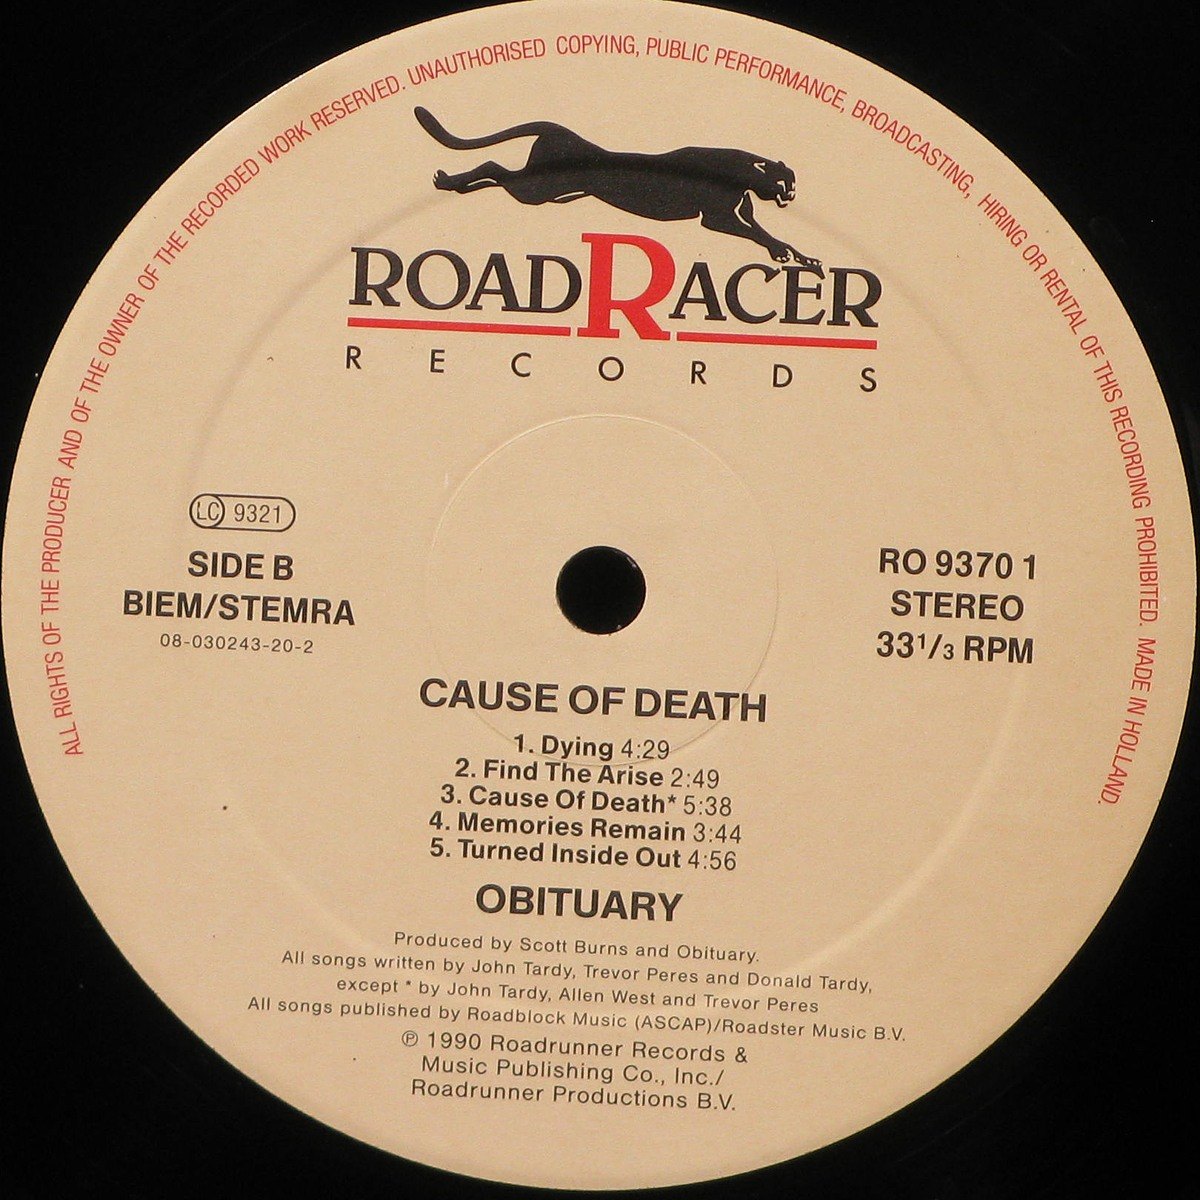 ALL RIGHTS OF THE PRODUCER AND OF THE OWNER OF THE RECORDED WORK RESERVED. UNAUTHORISED COPYING, PUBLIC PERFORMANCE, BROADCASTING, HIRING OR RENTAL OF THIS RECORDING PROHIBITED. MADE IN HOLLAND.
ROADRACER
RECORDS
LC 9321
SIDE B
BIEM/STEMRA
08-030243-20-2
RO 9370 1
STEREO
33 1/3 RPM
CAUSE OF DEATH
1. Dying 4:29
2. Find The Arise 2:49
3. Cause Of Death* 5:38
4. Memories Remain 3:44
5. Turned Inside Out 4:56
OBITUARY
Produced by Scott Burns and Obituary.
All songs written by John Tardy, Trevor Peres and Donald Tardy,
except * by John Tardy, Allen West and Trevor Peres
All songs published by Roadblock Music (ASCAP)/Roadster Music B.V.
℗ 1990 Roadrunner Records &
Music Publishing Co., Inc./
Roadrunner Productions B.V.